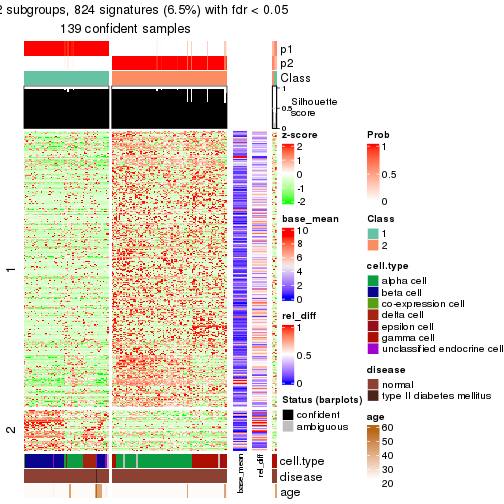 2 subgroups, 824 signatures (6.5%) with fdr < 0.05
139 confident samples
p1
p2
Class
1
0.5
0
Silhouette
score
1
2
z-score
2
1
0
-1
-2
base_mean
10
8
6
4
2
0
rel_diff
1
0.5
0
Status (barplots)
confident
ambiguous
Prob
1
0.5
0
Class
1
2
cell.type
alpha cell
beta cell
co-expression cell
delta cell
epsilon cell
gamma cell
unclassified endocrine cell
disease
normal
type II diabetes mellitus
age
60
50
40
30
20
base_mean
rel_diff
cell.type
disease
age